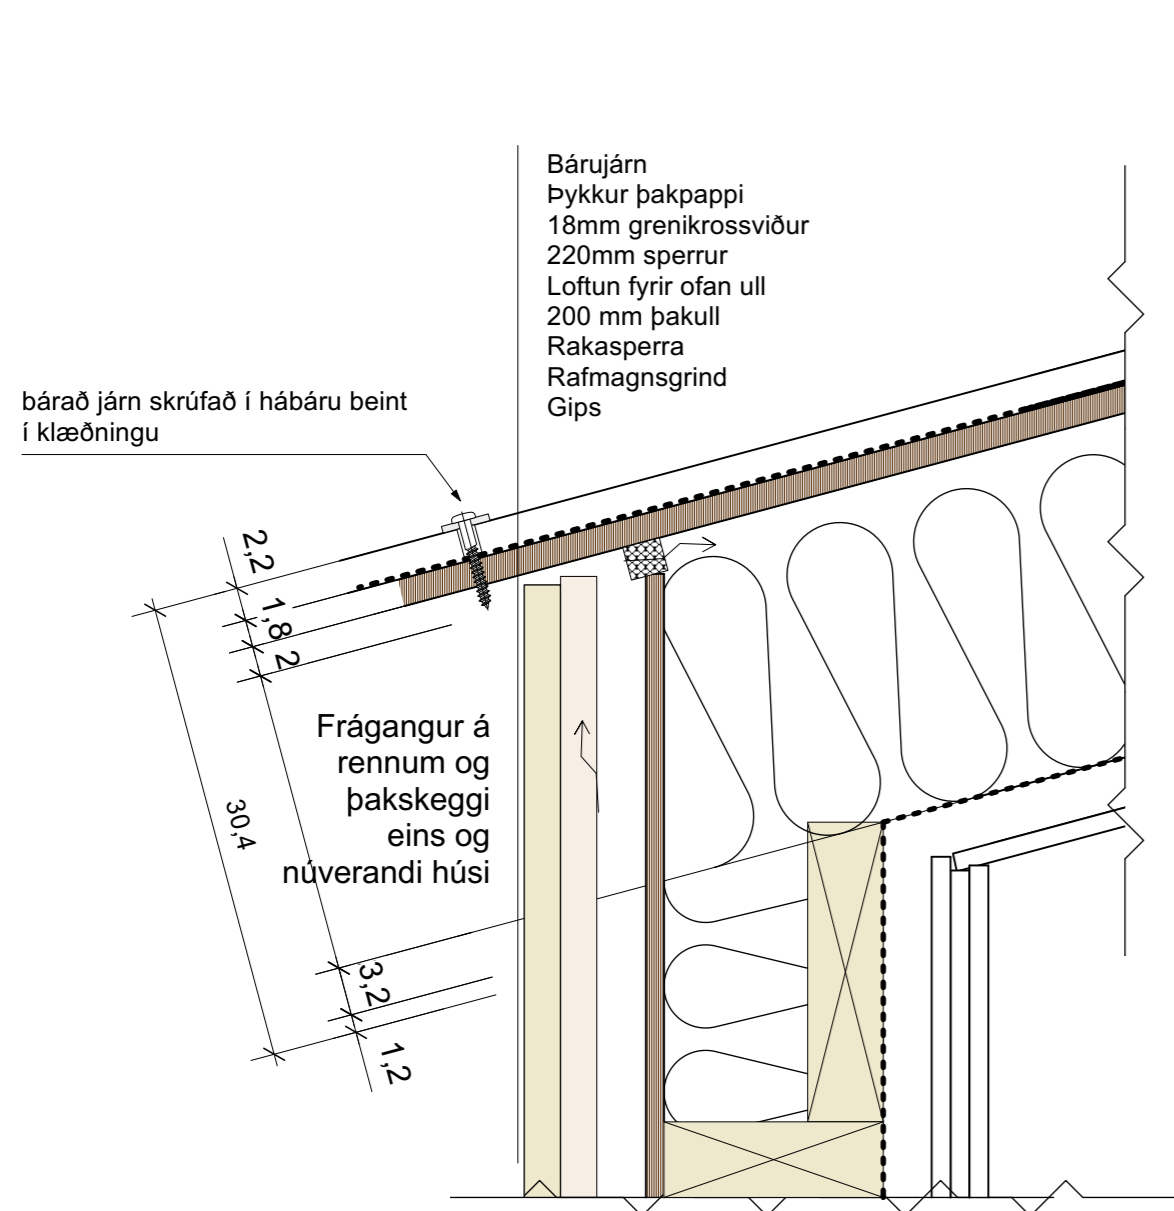 Bárujárn
Þykkur þakpappi
18mm grenikrossviður
220mm sperrur
Loftun fyrir ofan ull
200 mm þakull
Rakasperra
Rafmagnsgrind
Gips
bárað járn skrúfað í hábáru beint
í klæðningu
2,2
1,8
2
30,4
Frágangur á
rennum og
þakskeggi
eins og
núverandi húsi
3,2
1,2